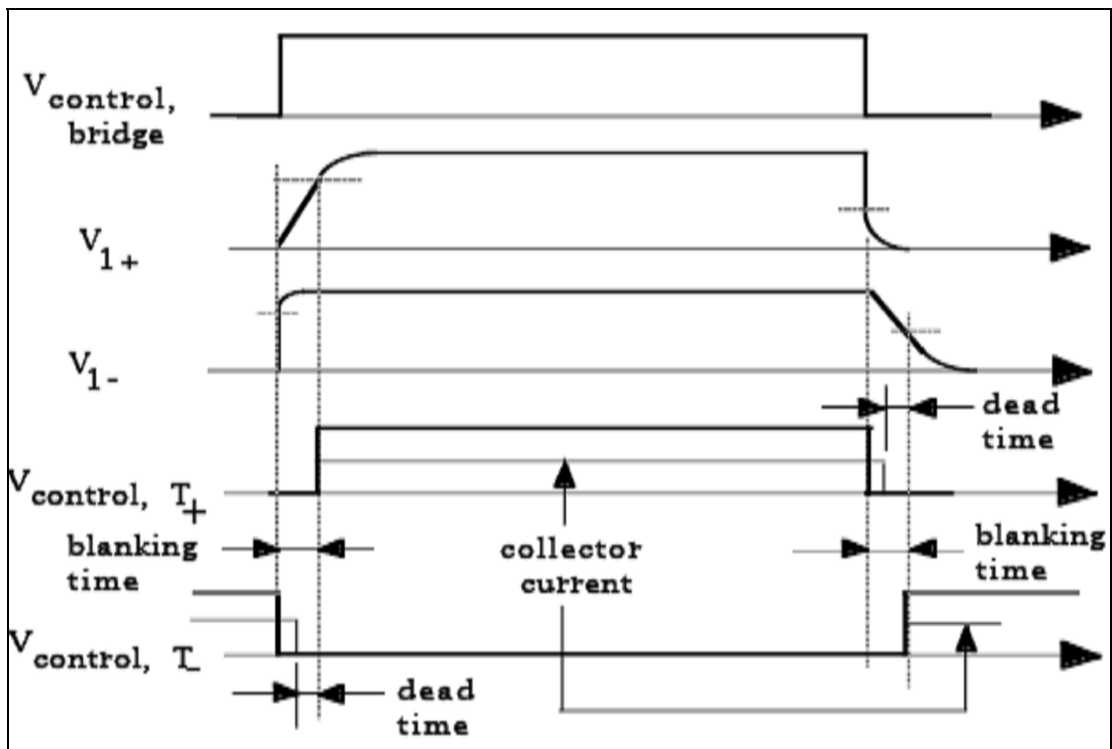 V control,
bridge
V 1 +
V 1 -
dead
time
V control, T +
blanking
time
collector
current
blanking
time
V control, T -
dead
time